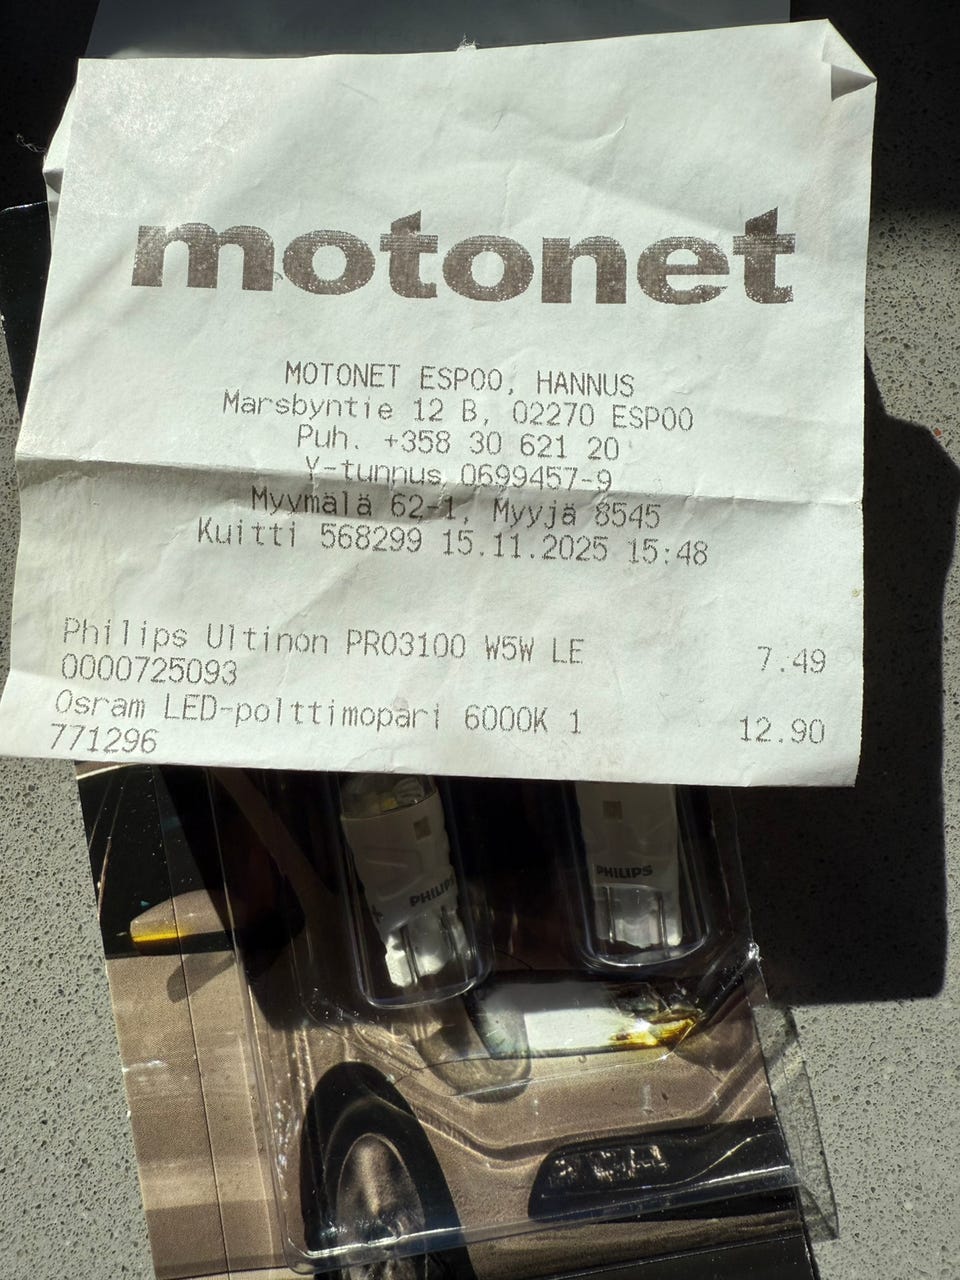 motonet
MOTONET ESPOO, HANNUS
Marsbyntie 12 B, 02270 ESPOO
Puh. +358 30 621 20
Y-tunnus 0699457-9
Myymälä 62-1, Myyjä 8545
Kuitti 568299 15.11.2025 15:48
Philips Ultinon PRO3100 W5W LE 7.49
0000725093
Osram LED-polttimopari 6000K 1 12.90
771296
PHILIPS
PHILIPS